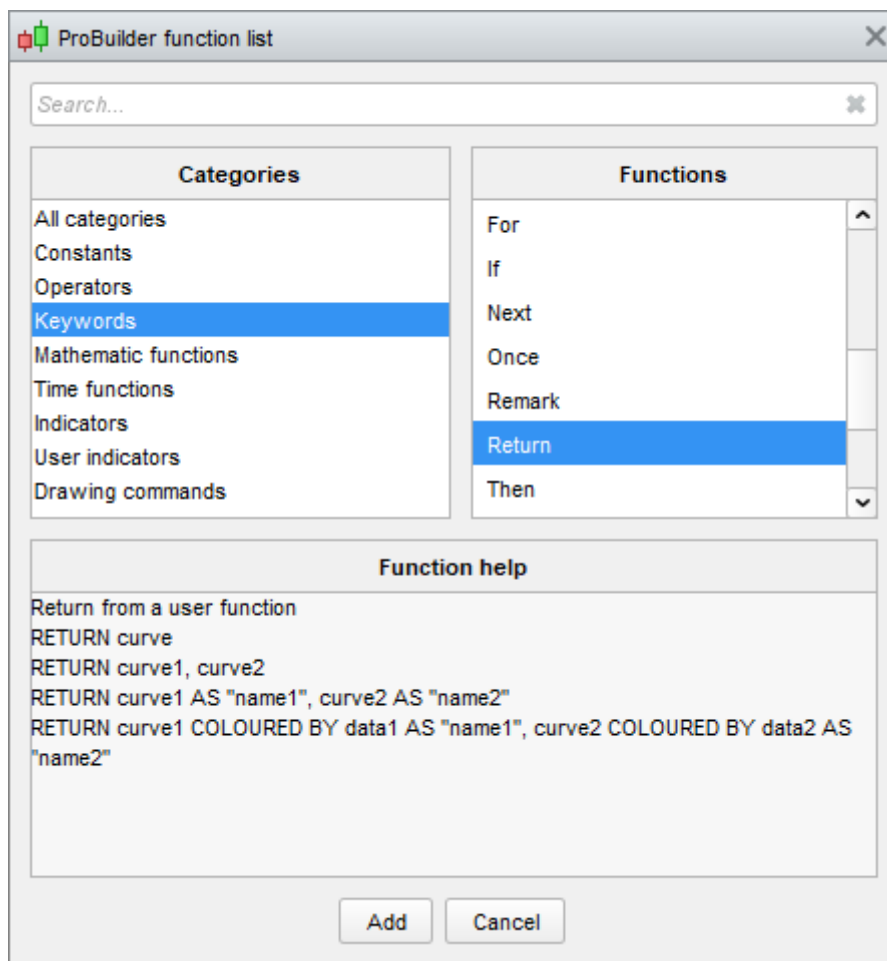 ProBuilder function list
Search...
Categories
All categories
Constants
Operators
Keywords
Mathematic functions
Time functions
Indicators
User indicators
Drawing commands
Functions
For
If
Next
Once
Remark
Return
Then
Function help
Return from a user function
RETURN curve
RETURN curve1, curve2
RETURN curve1 AS "name1", curve2 AS "name2"
RETURN curve1 COLOURED BY data1 AS "name1", curve2 COLOURED BY data2 AS
"name2"
Add
Cancel